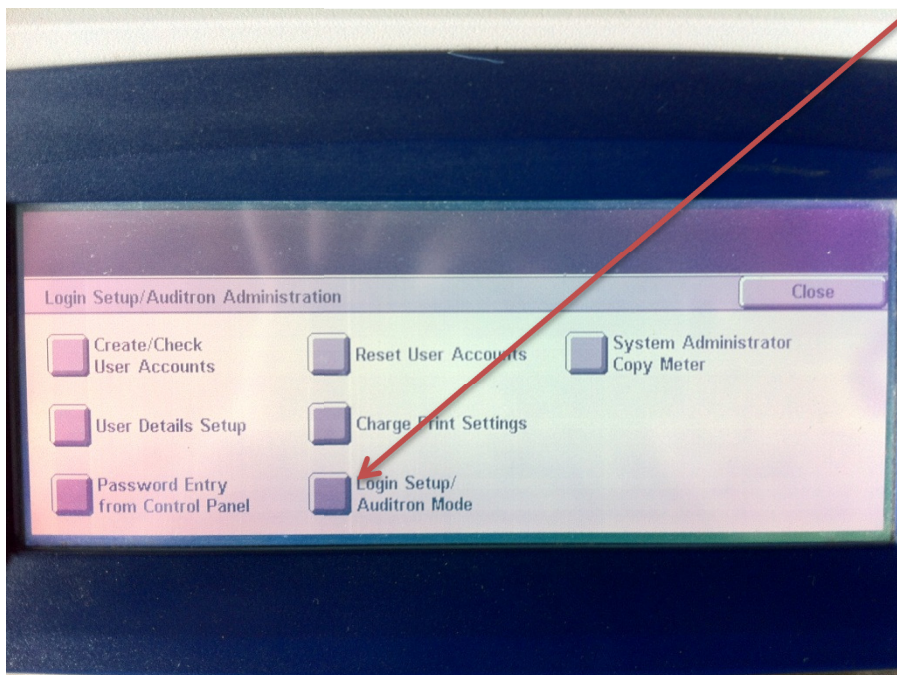 Login Setup/Auditron Administration
Close
Create/Check
User Accounts
Reset User Accounts
System Administrator
Copy Meter
User Details Setup
Charge Print Settings
Password Entry
from Control Panel
Login Setup/
Auditron Mode